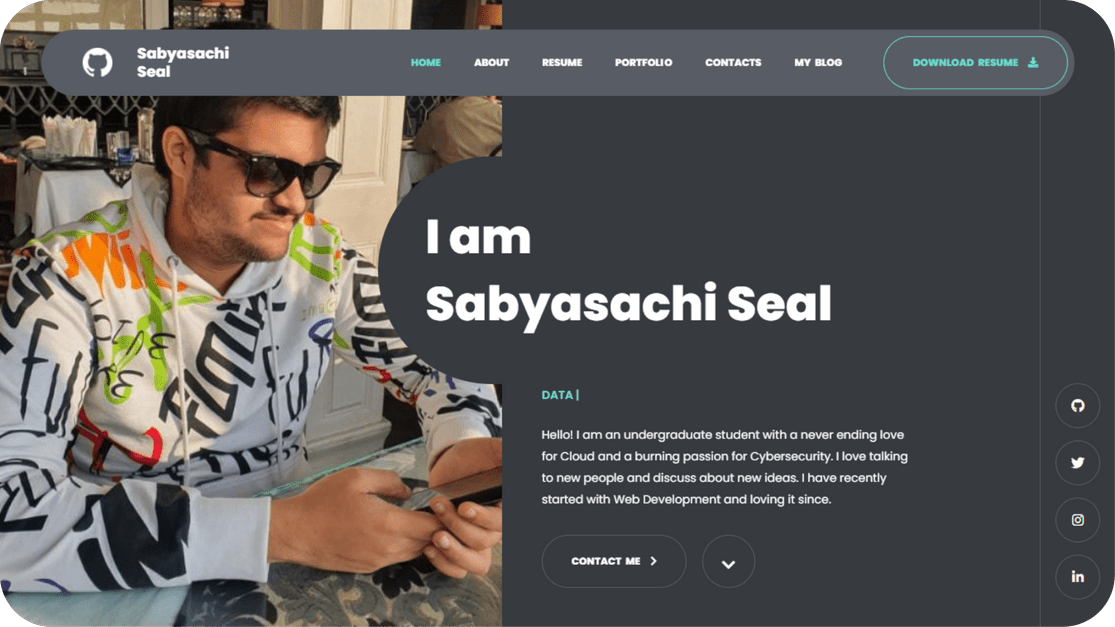 Sabyasachi
Seal
HOME ABOUT RESUME PORTFOLIO CONTACTS MY BLOG DOWNLOAD RESUME
I am
Sabyasachi Seal
DATA|
Hello! I am an undergraduate student with a never ending love
for Cloud and a burning passion for Cybersecurity. I love talking
to new people and discuss about new ideas. I have recently
started with Web Development and loving it since.
CONTACT ME
in